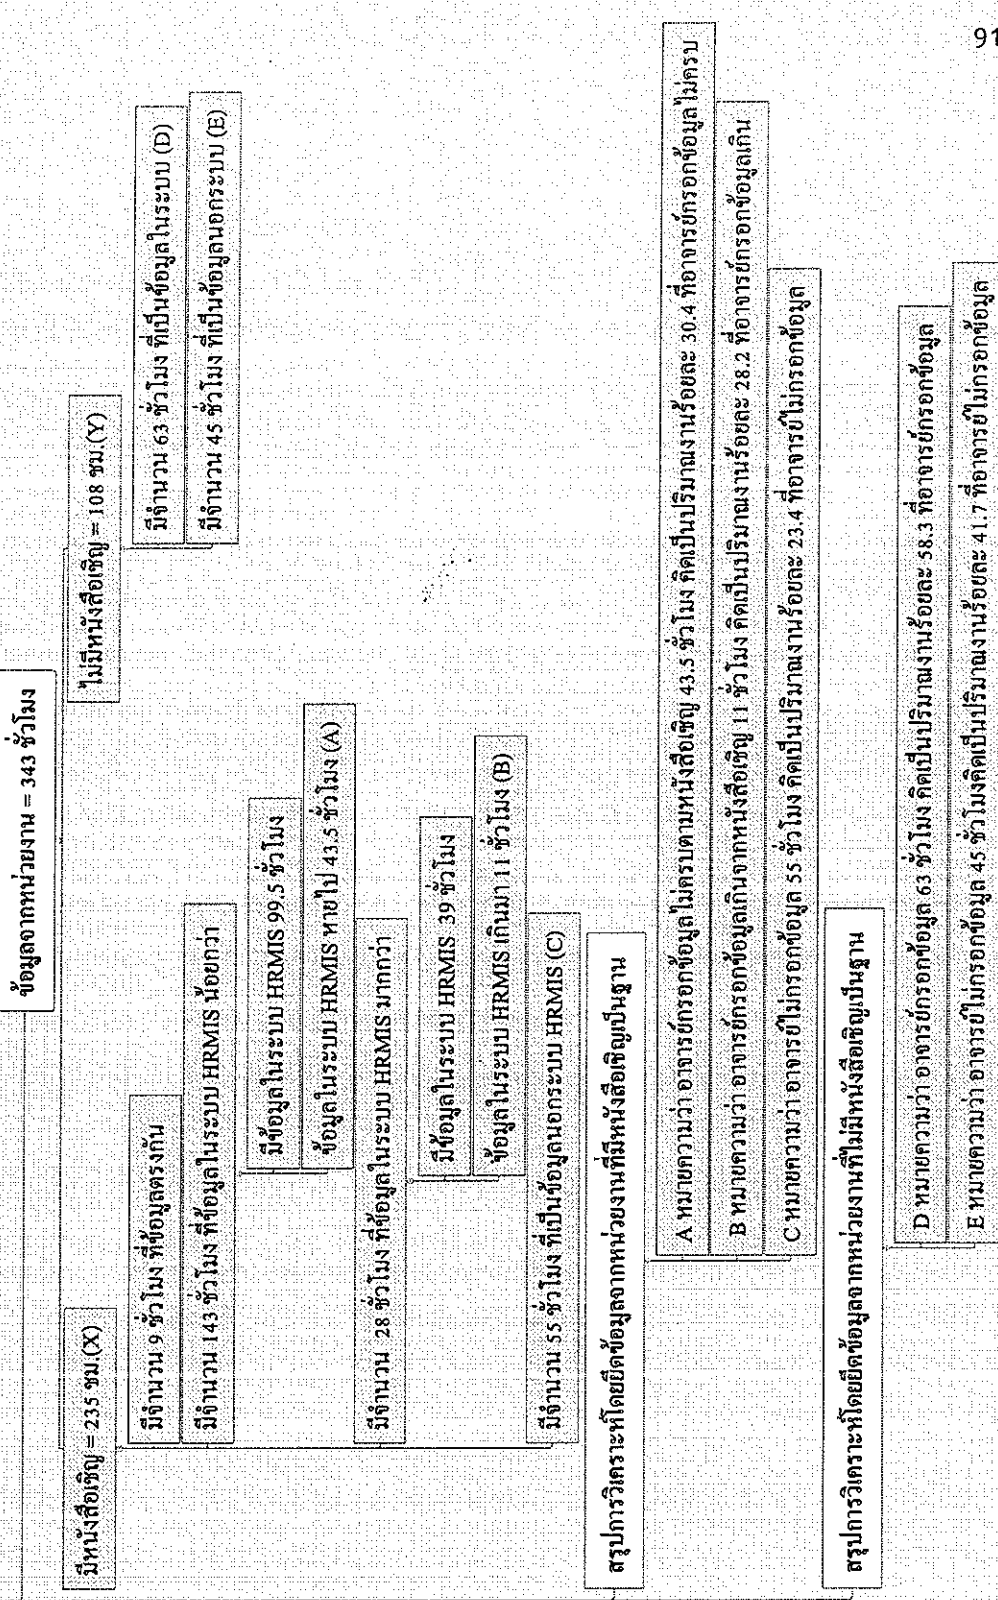 91
ข้อมูลจากหน่วยงาน = 343 ชั่วโมง
มีหนังสือเชิญ = 235 ชม.(X)
มีจำนวน 9 ชั่วโมง ที่ข้อมูลตรงกัน
มีจำนวน 143 ชั่วโมง ที่ข้อมูลในระบบ HRMIS น้อยกว่า
มีข้อมูลในระบบ HRMIS 99.5 ชั่วโมง
ข้อมูลในระบบ HRMIS หายไป 43.5 ชั่วโมง (A)
มีจำนวน 28 ชั่วโมง ที่ข้อมูลในระบบ HRMIS มากกว่า
มีข้อมูลในระบบ HRMIS 39 ชั่วโมง
ข้อมูลในระบบ HRMIS เกินมา 11 ชั่วโมง (B)
มีจำนวน 55 ชั่วโมง ที่เป็นข้อมูลนอกระบบ HRMIS (C)
ไม่มีหนังสือเชิญ = 108 ชม.(Y)
มีจำนวน 63 ชั่วโมง ที่เป็นข้อมูลในระบบ (D)
มีจำนวน 45 ชั่วโมง ที่เป็นข้อมูลนอกระบบ (E)
สรุปการวิเคราะห์โดยยึดข้อมูลจากหน่วยงานที่มีหนังสือเชิญเป็นฐาน
A หมายความว่า อาจารย์กรอกข้อมูลไม่ครบตามหนังสือเชิญ 43.5 ชั่วโมง คิดเป็นปริมาณงานร้อยละ 30.4 ที่อาจารย์กรอกข้อมูลไม่ครบ
B หมายความว่า อาจารย์กรอกข้อมูลเกินจากหนังสือเชิญ 11 ชั่วโมง คิดเป็นปริมาณงานร้อยละ 28.2 ที่อาจารย์กรอกข้อมูลเกิน
C หมายความว่า อาจารย์ไม่กรอกข้อมูล 55 ชั่วโมง คิดเป็นปริมาณงานร้อยละ 23.4 ที่อาจารย์ไม่กรอกข้อมูล
สรุปการวิเคราะห์โดยยึดข้อมูลจากหน่วยงานที่ไม่มีหนังสือเชิญเป็นฐาน
D หมายความว่า อาจารย์กรอกข้อมูล 63 ชั่วโมง คิดเป็นปริมาณงานร้อยละ 58.3 ที่อาจารย์กรอกข้อมูล
E หมายความว่า อาจารย์ไม่กรอกข้อมูล 45 ชั่วโมงคิดเป็นปริมาณงานร้อยละ 41.7 ที่อาจารย์ไม่กรอกข้อมูล